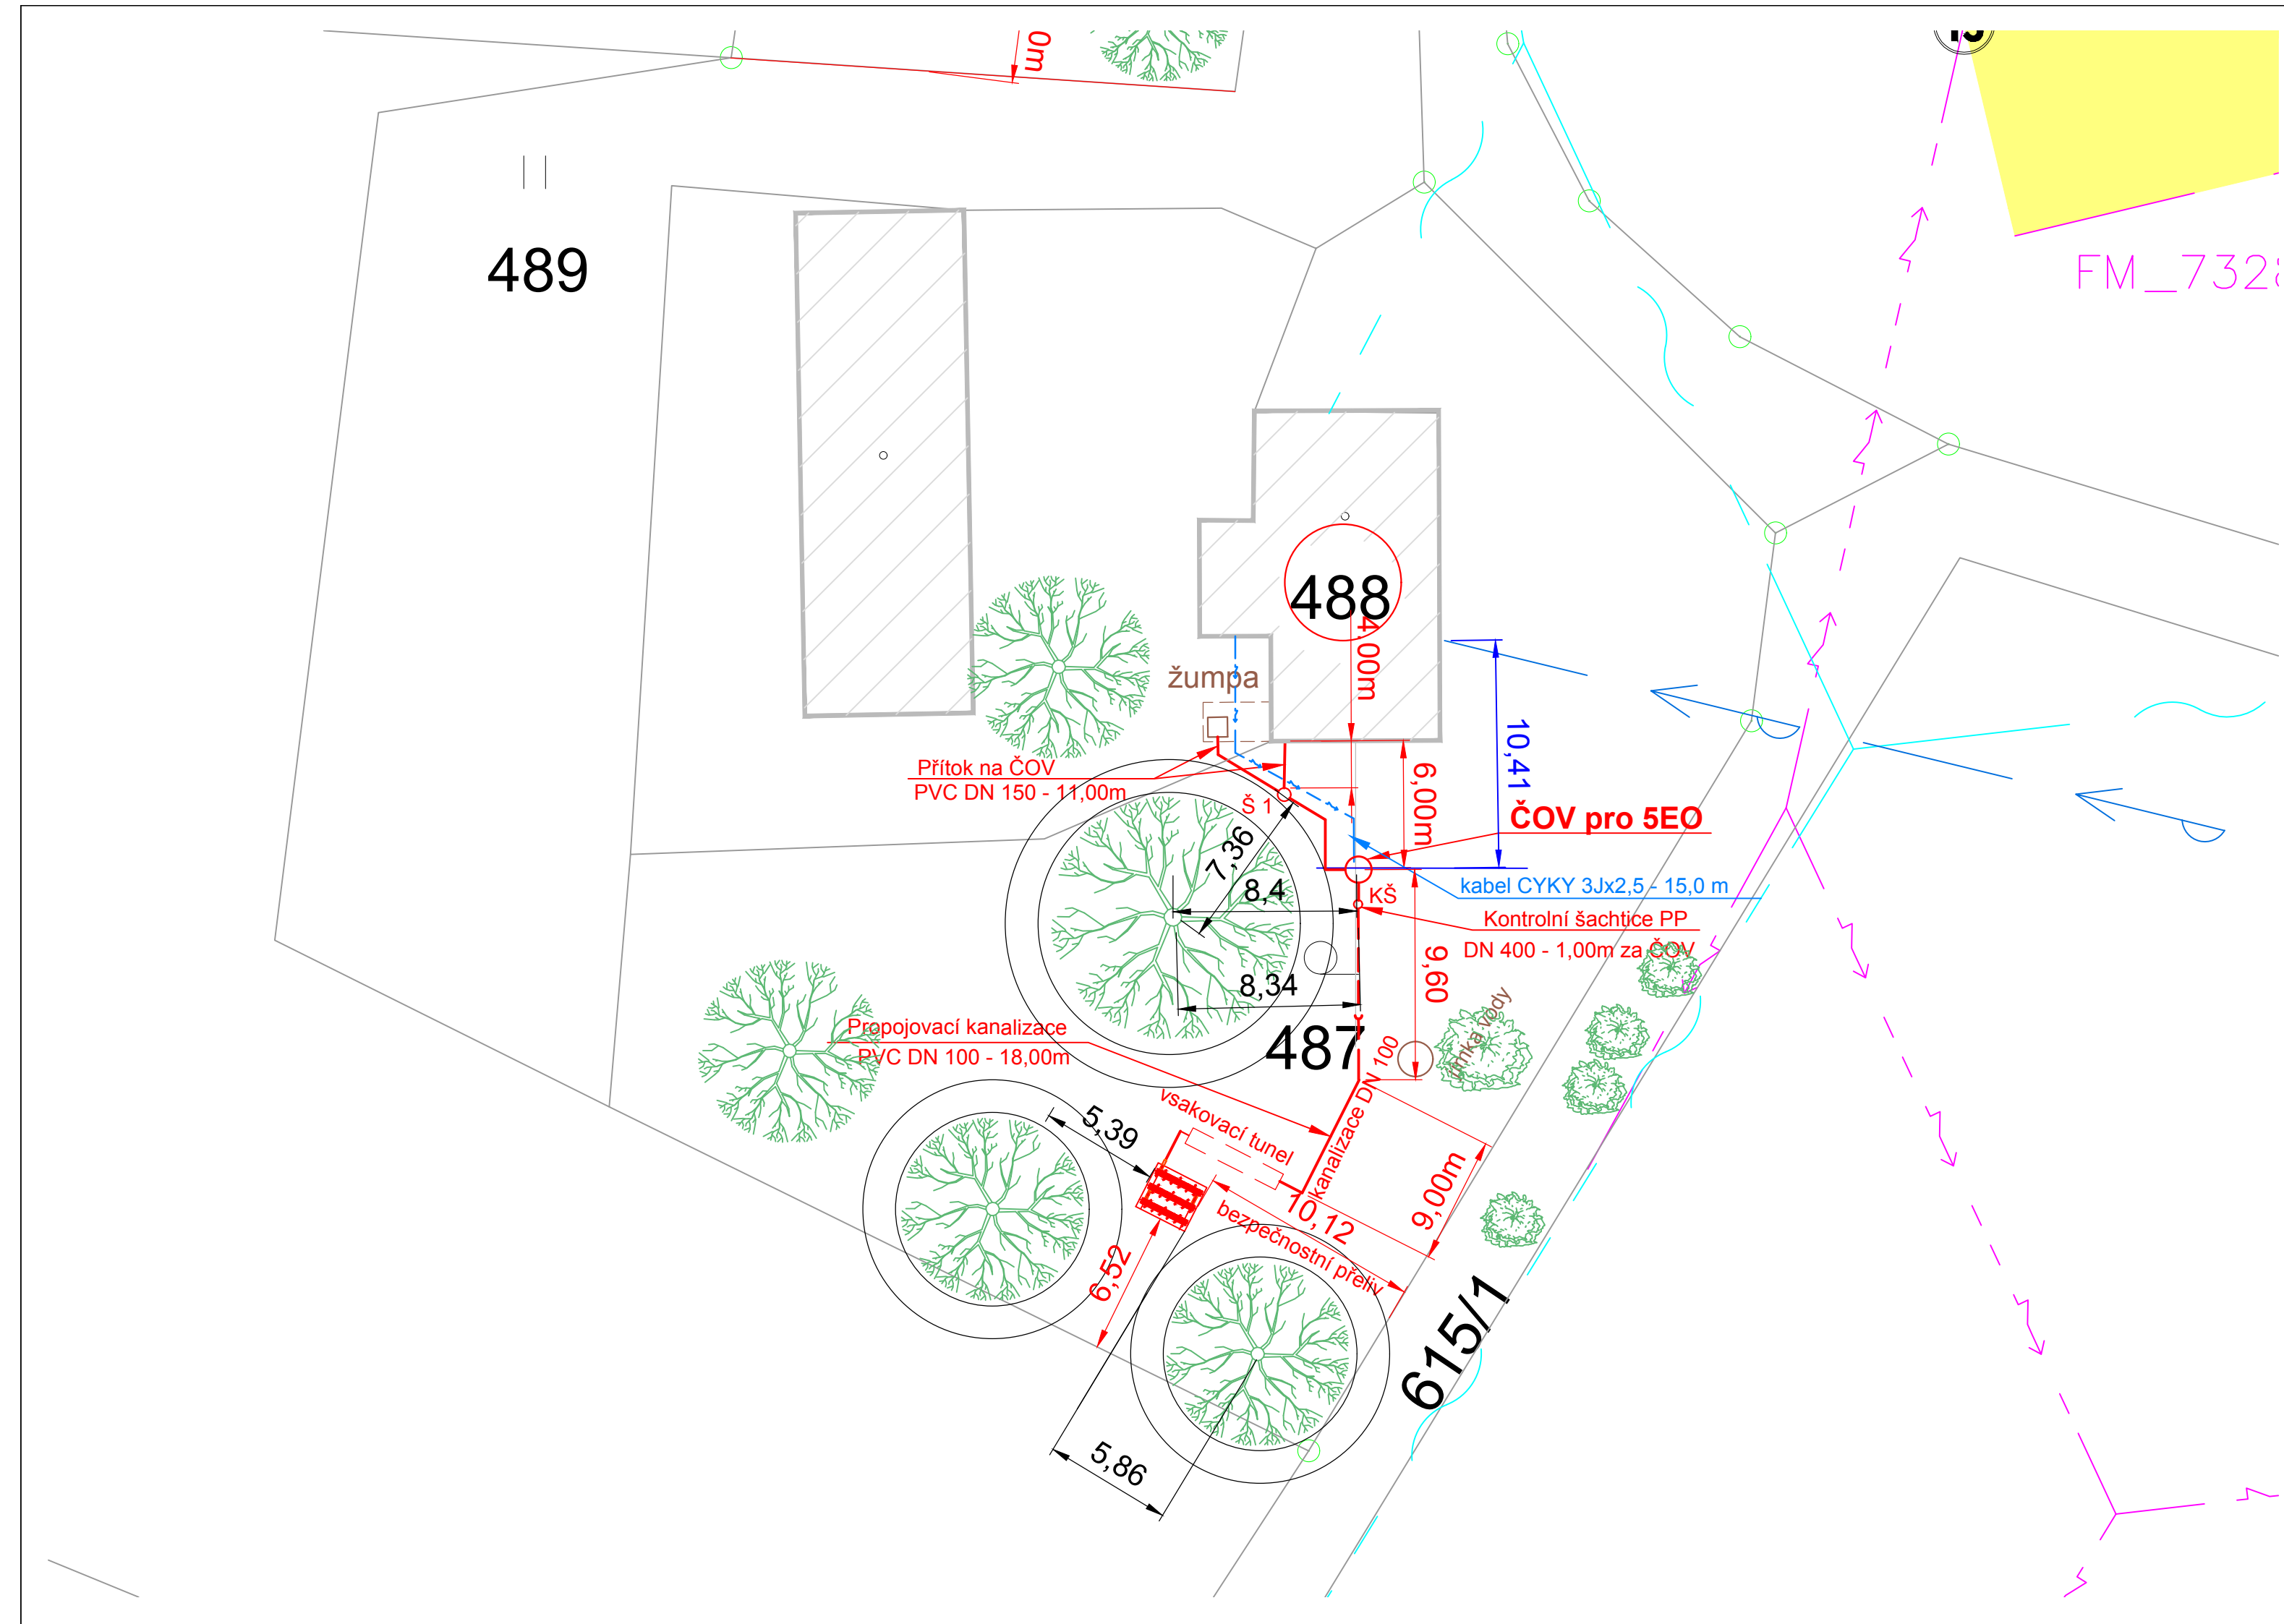 0m
489
FM_732
488
4,00m
žumpa
10,41
Přítok na ČOV
PVC DN 150 - 11,00m
6,00m
Š 1
ČOV pro 5EO
7,36
8,4
kabel CYKY 3Jx2,5 - 15,0 m
KŠ
Kontrolní šachtice PP
DN 400 - 1,00m za ČOV
9,60
8,34
jímka vody
Propojovací kanalizace
PVC DN 100 - 18,00m
487
kanalizace DN 100
vsakovací tunel
5,39
9,00m
10,12
bezpečnostní přeliv
6,52
615/1
5,86